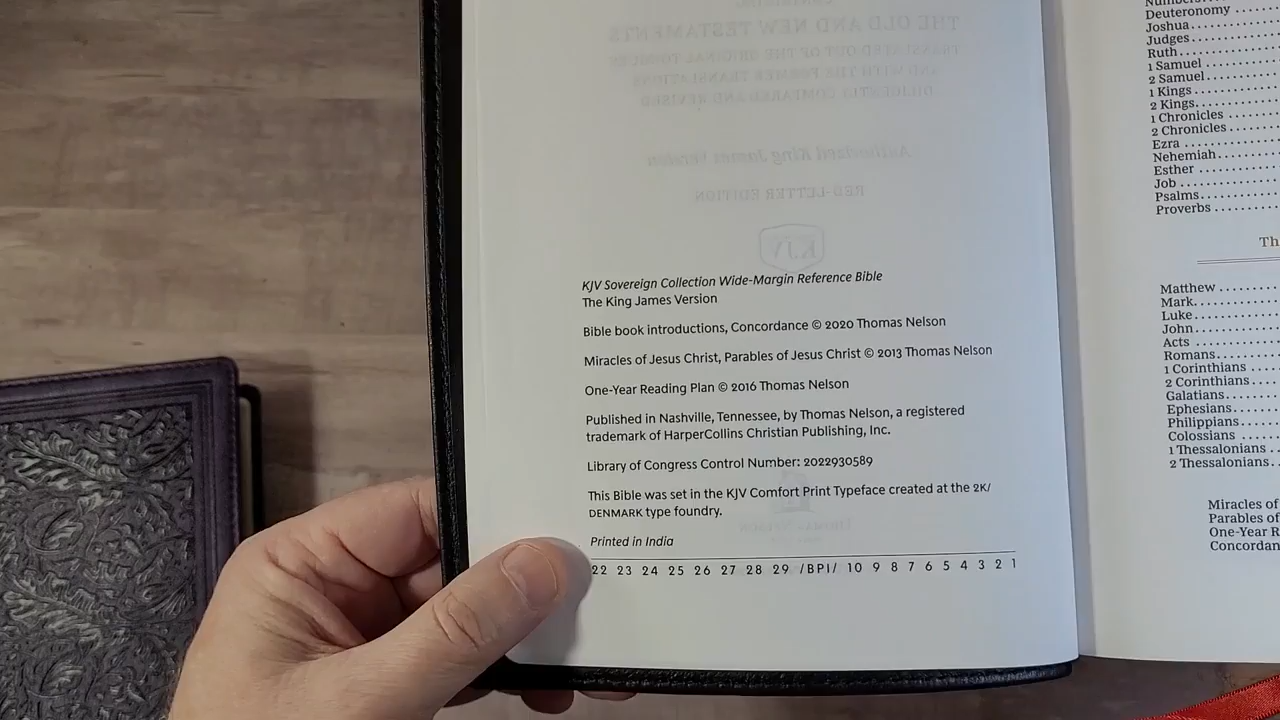 KJV Sovereign Collection Wide-Margin Reference Bible
The King James Version
Bible book introductions, Concordance © 2020 Thomas Nelson
Miracles of Jesus Christ, Parables of Jesus Christ © 2013 Thomas Nelson
One-Year Reading Plan © 2016 Thomas Nelson
Published in Nashville, Tennessee, by Thomas Nelson, a registered
trademark of HarperCollins Christian Publishing, Inc.
Library of Congress Control Number: 2022930589
This Bible was set in the KJV Comfort Print Typeface created at the 2K/
DENMARK type foundry.
Printed in India
22 23 24 25 26 27 28 29 /BPI/ 10 9 8 7 6 5 4 3 2 1
Numbers
Deuteronomy
Joshua
Judges
Ruth
1 Samuel
2 Samuel
1 Kings
2 Kings
1 Chronicles
2 Chronicles
Ezra
Nehemiah
Esther
Job
Psalms
Proverbs
Th
Matthew
Mark
Luke
John
Acts
Romans
1 Corinthians
2 Corinthians
Galatians
Ephesians
Philippians
Colossians
1 Thessalonians
2 Thessalonians
Miracles of
Parables of
One-Year R
Concordan